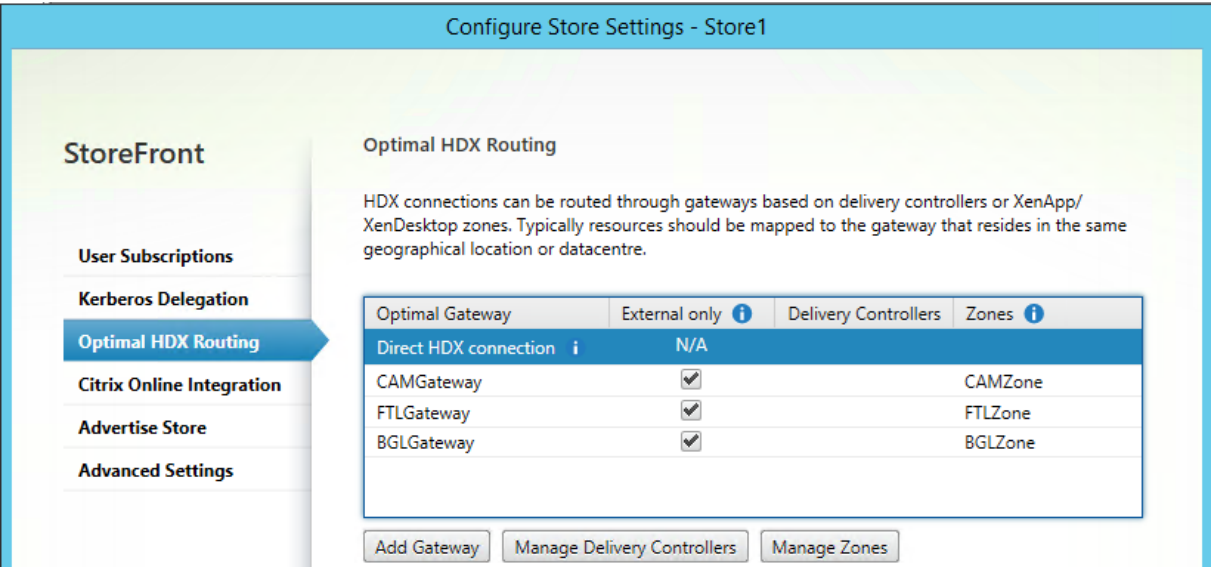 Configure Store Settings - Store1
StoreFront
User Subscriptions
Kerberos Delegation
Optimal HDX Routing
Citrix Online Integration
Advertise Store
Advanced Settings
Optimal HDX Routing
HDX connections can be routed through gateways based on delivery controllers or XenApp/
XenDesktop zones. Typically resources should be mapped to the gateway that resides in the same
geographical location or datacentre.
Optimal Gateway External only i Delivery Controllers Zones i
Direct HDX connection i N/A
CAMGateway CAMZone
FTLGateway FTLZone
BGLGateway BGLZone
Add Gateway Manage Delivery Controllers Manage Zones